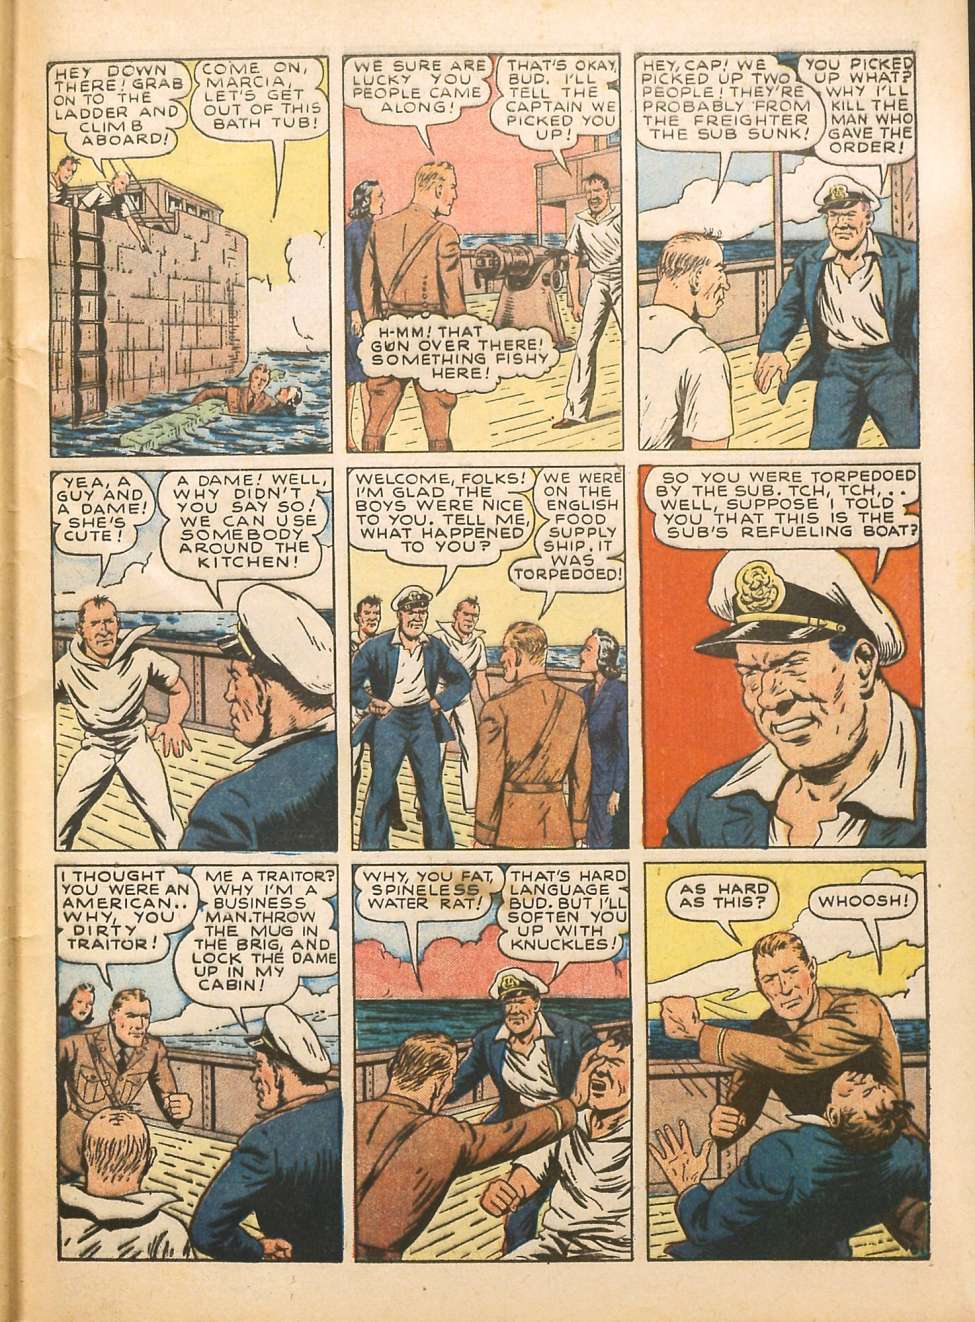 HEY DOWN
THERE! GRAB
ON TO THE
LADDER AND
CLIMB
ABOARD!
COME ON,
MARCIA,
LET'S GET
OUT OF THIS
BATH TUB!
WE SURE ARE
LUCKY YOU
PEOPLE CAME
ALONG!
THAT'S OKAY,
BUD. I'LL
TELL THE
CAPTAIN WE
PICKED YOU
UP!
H-MM! THAT
GUN OVER THERE!
SOMETHING FISHY
HERE!
HEY, CAP! WE
PICKED UP TWO
PEOPLE! THEY'RE
PROBABLY FROM
THE FREIGHTER
THE SUB SUNK!
YOU PICKED
UP WHAT?
WHY I'LL
KILL THE
MAN WHO
GAVE THE
ORDER!
YEA, A
GUY AND
A DAME!
SHE'S
CUTE!
A DAME! WELL,
WHY DIDN'T
YOU SAY SO!
WE CAN USE
SOMEBODY
AROUND THE
KITCHEN!
WELCOME, FOLKS!
I'M GLAD THE
BOYS WERE NICE
TO YOU. TELL ME,
WHAT HAPPENED
TO YOU?
WE WERE
ON THE
ENGLISH
FOOD
SUPPLY
SHIP. IT
WAS
TORPEDOED!
SO YOU WERE TORPEDOED
BY THE SUB. TCH, TCH,..
WELL, SUPPOSE I TOLD
YOU THAT THIS IS THE
SUB'S REFUELING BOAT?
I THOUGHT
YOU WERE AN
AMERICAN..
WHY, YOU
DIRTY
TRAITOR!
ME A TRAITOR?
WHY I'M A
BUSINESS
MAN. THROW
THE MUG IN
THE BRIG, AND
LOCK THE DAME
UP IN MY
CABIN!
WHY, YOU FAT,
SPINELESS
WATER RAT!
THAT'S HARD
LANGUAGE
BUD. BUT I'LL
SOFTEN YOU
UP WITH
KNUCKLES!
AS HARD
AS THIS?
WHOOSH!